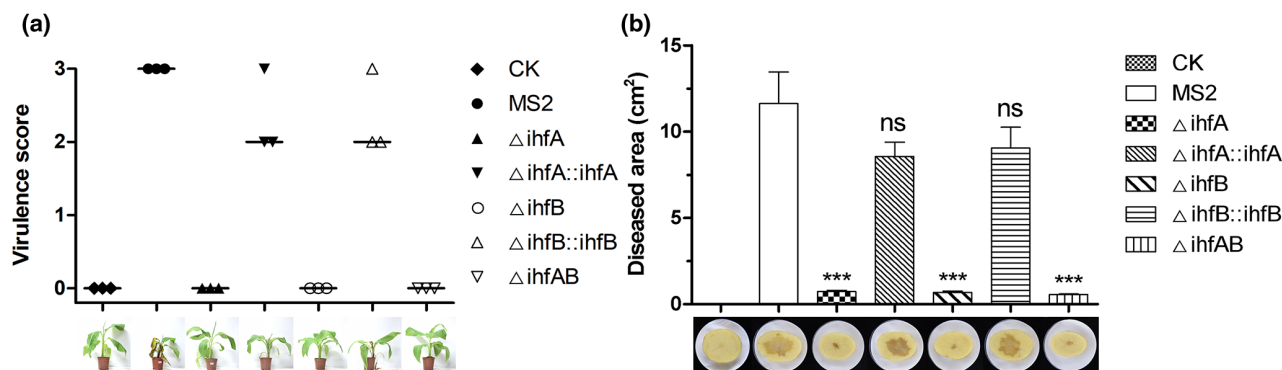 (a)
Virulence score
3
2
1
0
CK
MS2
△ihfA
△ihfA::ihfA
△ihfB
△ihfB::ihfB
△ihfAB
(b)
Diseased area (cm²)
15
10
5
0
***
ns
***
ns
***
CK
MS2
△ihfA
△ihfA::ihfA
△ihfB
△ihfB::ihfB
△ihfAB